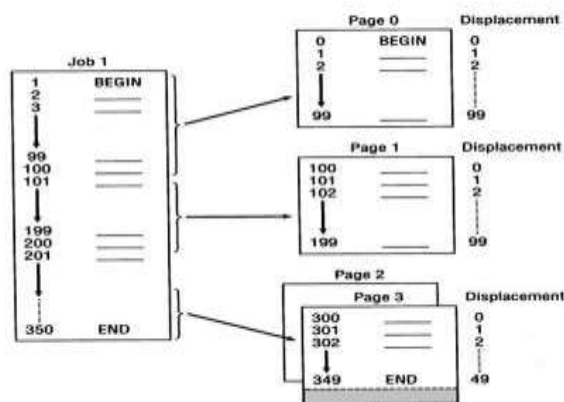 Page 0 Displacement
0 BEGIN 0
1 1
2 2
99 99
Job 1
1 BEGIN
2
3
99
100
101
199
200
201
350 END
Page 1 Displacement
100 0
101 1
102 2
199 99
Page 2
Page 3 Displacement
300 0
301 1
302 2
349 END 49